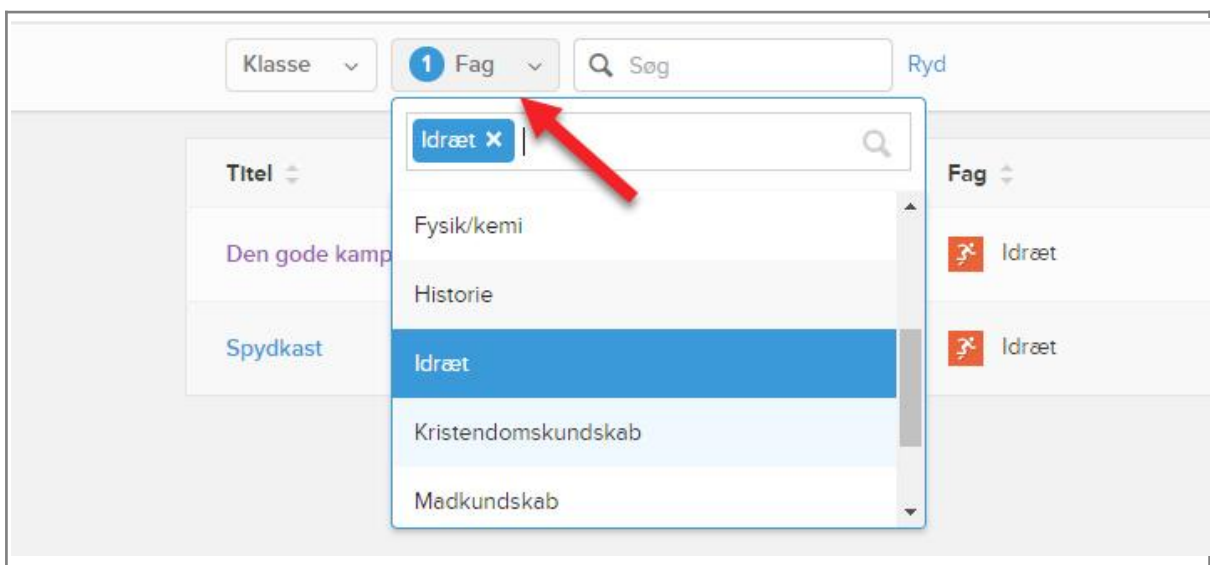 Klasse 1 Fag Søg Ryd
Idræt
Titel Fag
Fysik/kemi
Den gode kamp Idræt
Historie
Spydkast Idræt
Idræt
Kristendomskundskab
Madkundskab